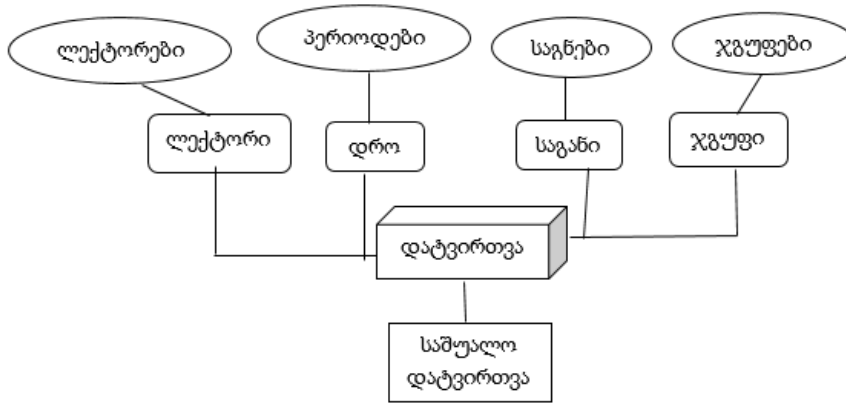 ლექტორები
პერიოდები
საგნები
ჯგუფები
ლექტორი
დრო
საგანი
ჯგუფი
დატვირთვა
საშუალო
დატვირთვა